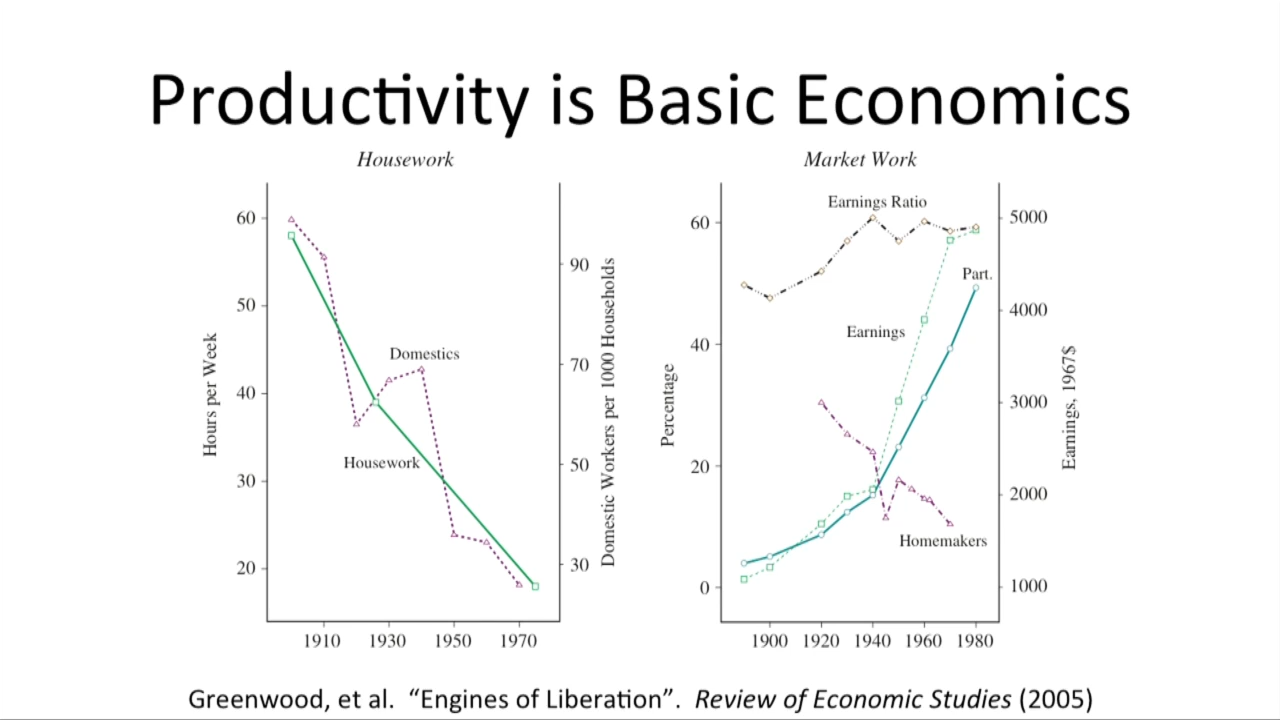 Productivity is Basic Economics
Housework
Market Work
60
50
40
30
20
Hours per Week
Domestics
Housework
90
70
50
30
Domestic Workers per 1000 Households
1910
1930
1950
1970
60
40
20
0
Percentage
Earnings Ratio
Part.
Earnings
Homemakers
5000
4000
3000
2000
1000
Earnings, 1967$
1900
1920
1940
1960
1980
Greenwood, et al. “Engines of Liberation”. Review of Economic Studies (2005)